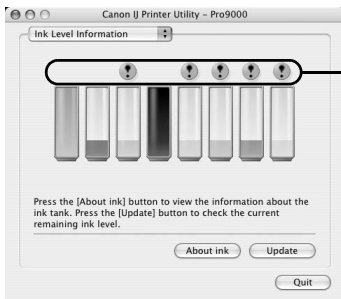 Canon IJ Printer Utility – Pro9000
Ink Level Information
Press the [About ink] button to view the information about the
ink tank. Press the [Update] button to check the current
remaining ink level.
About ink
Update
Quit